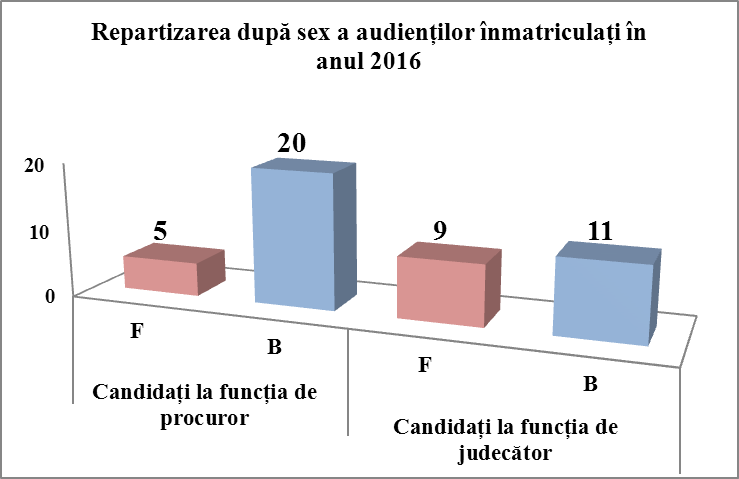 Repartizarea după sex a audienților înmatriculați în
anul 2016
20
10
0
5
20
9
11
F
B
F
B
Candidați la funcția de
procuror
Candidați la funcția de
judecător